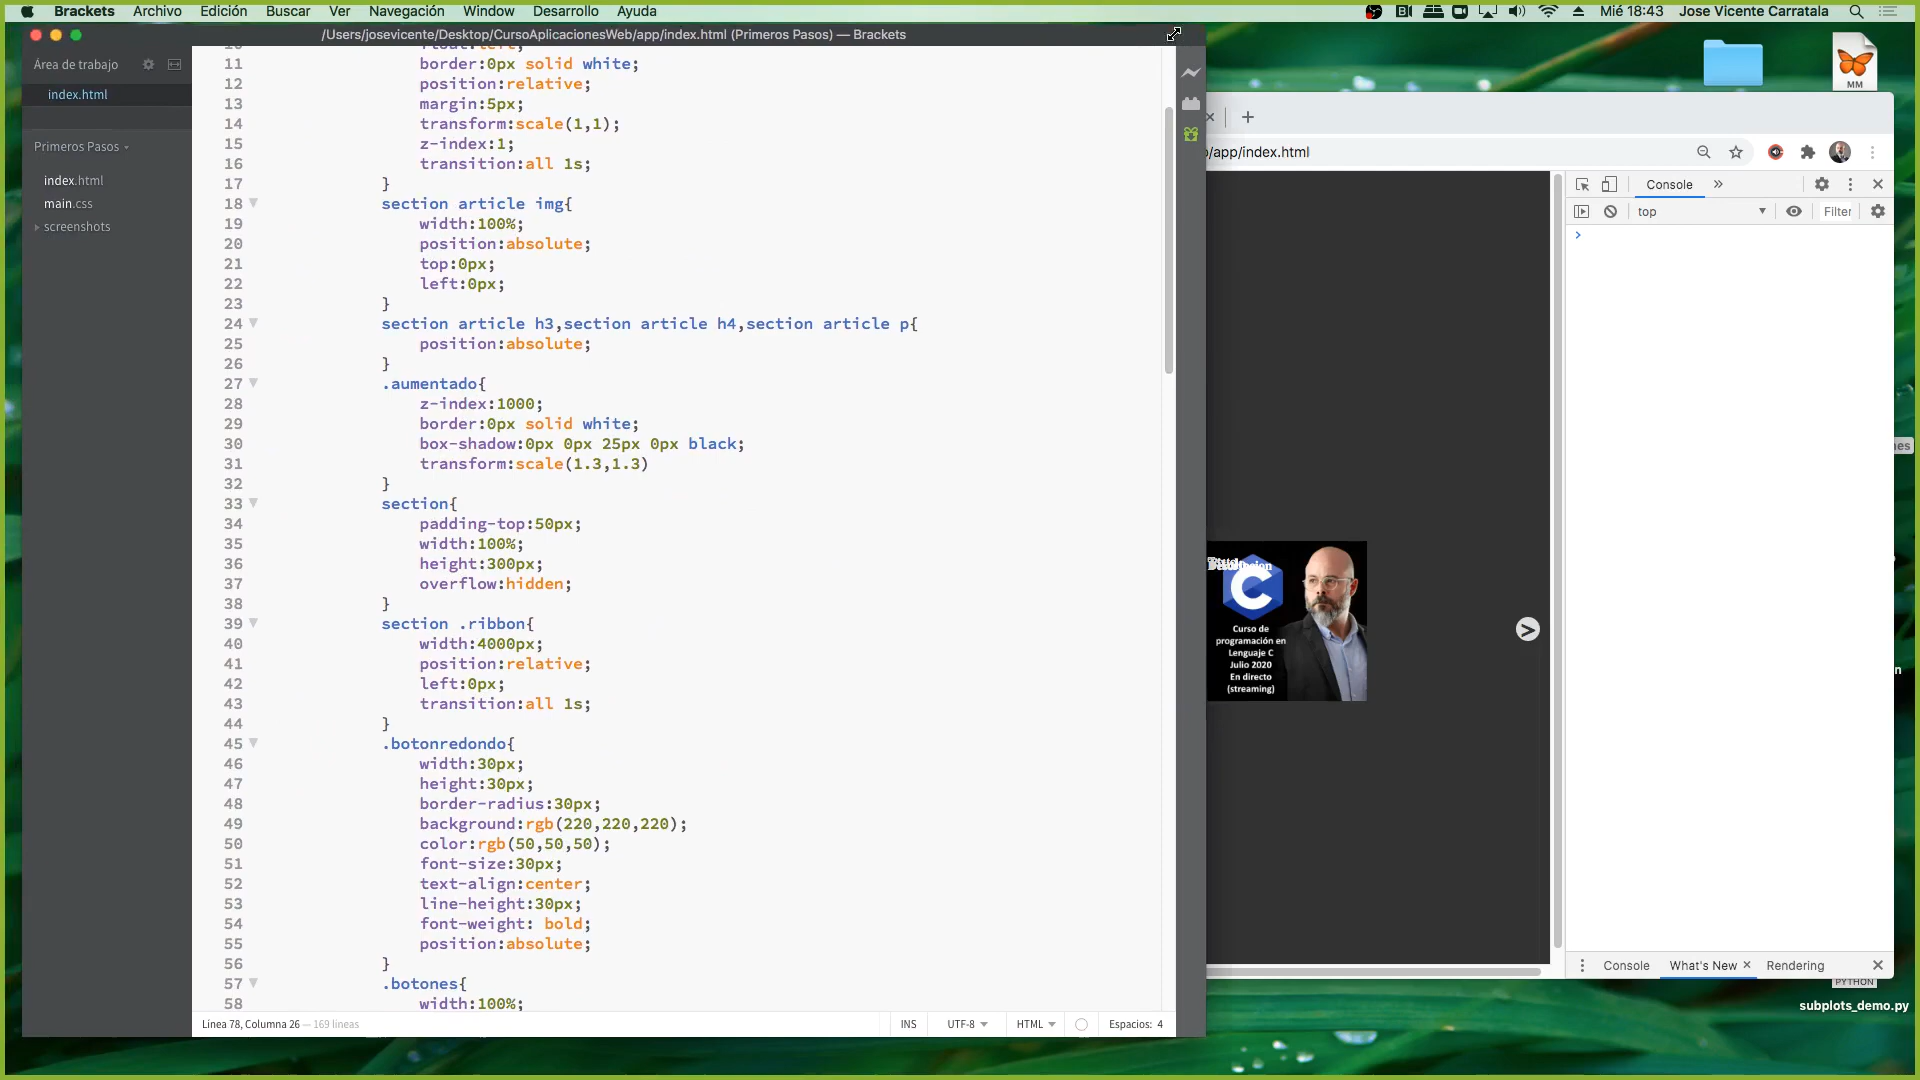 Brackets Archivo Edición Buscar Ver Navegación Window Desarrollo Ayuda Mié 18:43 Jose Vicente Carratala
/Users/josevicente/Desktop/CursoAplicacionesWeb/app/index.html (Primeros Pasos) — Brackets
Área de trabajo
index.html
Primeros Pasos
index.html
main.css
screenshots
11 border:0px solid white;
12 position:relative;
13 margin:5px;
14 transform:scale(1,1);
15 z-index:1;
16 transition:all 1s;
17 }
18 section article img{
19 width:100%;
20 position:absolute;
21 top:0px;
22 left:0px;
23 }
24 section article h3,section article h4,section article p{
25 position:absolute;
26 }
27 .aumentado{
28 z-index:1000;
29 border:0px solid white;
30 box-shadow:0px 0px 25px 0px black;
31 transform:scale(1.3,1.3)
32 }
33 section{
34 padding-top:50px;
35 width:100%;
36 height:300px;
37 overflow:hidden;
38 }
39 section .ribbon{
40 width:4000px;
41 position:relative;
42 left:0px;
43 transition:all 1s;
44 }
45 .botonredondo{
46 width:30px;
47 height:30px;
48 border-radius:30px;
49 background:rgb(220,220,220);
50 color:rgb(50,50,50);
51 font-size:30px;
52 text-align:center;
53 line-height:30px;
54 font-weight: bold;
55 position:absolute;
56 }
57 .botones{
58 width:100%;
Línea 78, Columna 26 — 169 líneas
INS UTF-8 HTML Espacios: 4
MM
/app/index.html
Console
top
Filter
>
C
Curso de
programación en
Lenguaje C
Julio 2020
En directo
(streaming)
>
Console What's New Rendering
PYTHON
subplots_demo.py